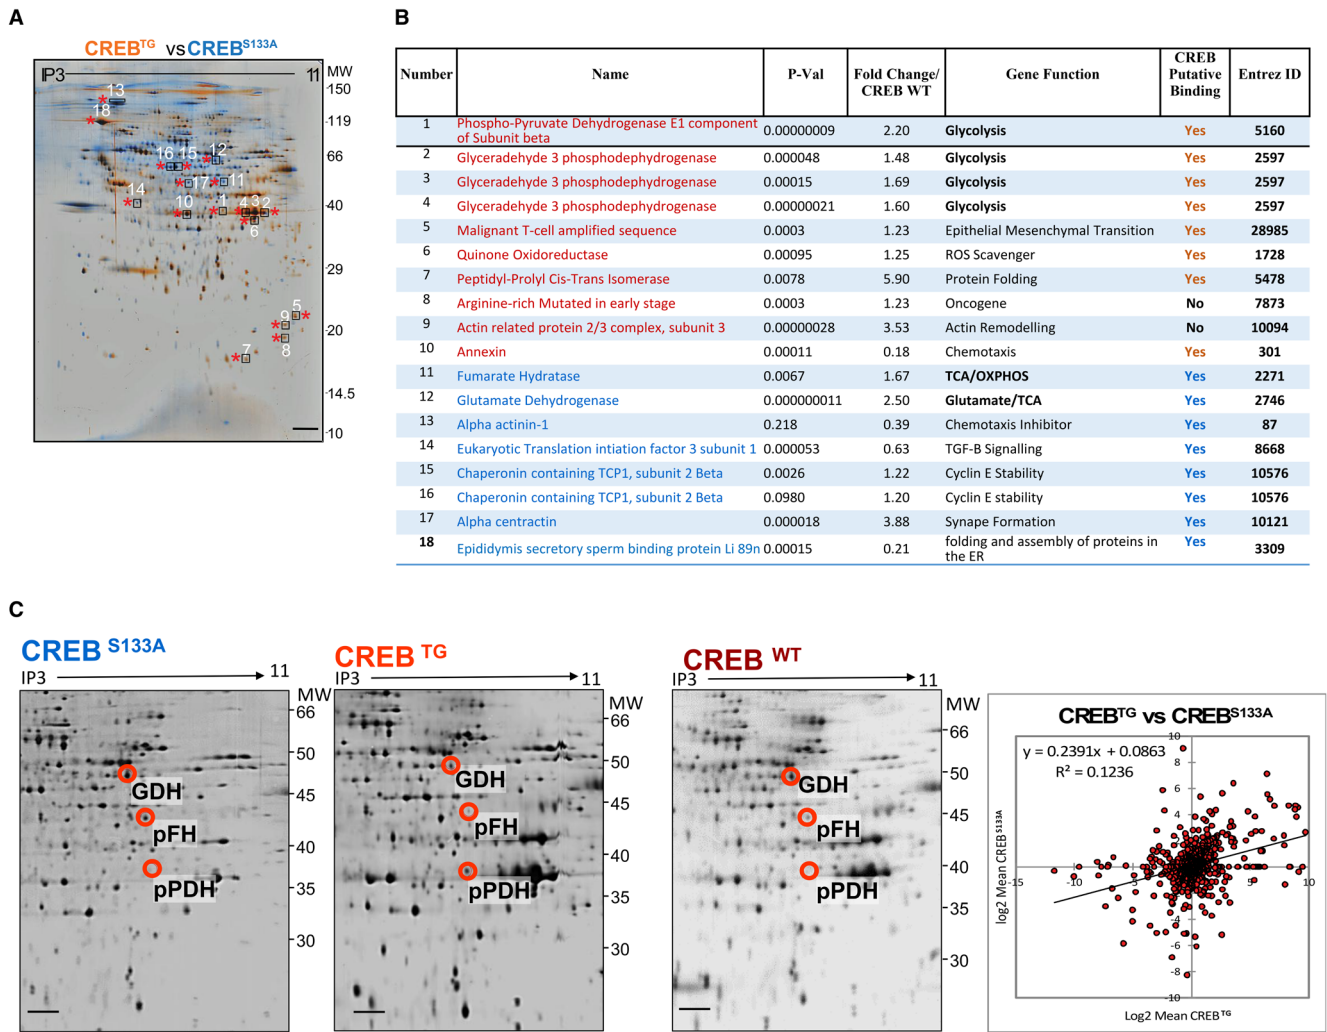 A
CREBTG vs CREBS133A
IP3 11
MW
150
119
66
40
29
20
14.5
10
13
18
16 15 12
17 11
14
10 1 4 3 2
6
5
9
8
7
B
Number Name P-Val Fold Change/ CREB WT Gene Function CREB Putative Binding Entrez ID
1 Phospho-Pyruvate Dehydrogenase E1 component of Subunit beta 0.00000009 2.20 Glycolysis Yes 5160
2 Glyceradehyde 3 phosphodephydrogenase 0.000048 1.48 Glycolysis Yes 2597
3 Glyceradehyde 3 phosphodephydrogenase 0.00015 1.69 Glycolysis Yes 2597
4 Glyceradehyde 3 phosphodephydrogenase 0.00000021 1.60 Glycolysis Yes 2597
5 Malignant T-cell amplified sequence 0.0003 1.23 Epithelial Mesenchymal Transition Yes 28985
6 Quinone Oxidoreductase 0.00095 1.25 ROS Scavenger Yes 1728
7 Peptidyl-Prolyl Cis-Trans Isomerase 0.0078 5.90 Protein Folding Yes 5478
8 Arginine-rich Mutated in early stage 0.0003 1.23 Oncogene No 7873
9 Actin related protein 2/3 complex, subunit 3 0.00000028 3.53 Actin Remodelling No 10094
10 Annexin 0.00011 0.18 Chemotaxis Yes 301
11 Fumarate Hydratase 0.0067 1.67 TCA/OXPHOS Yes 2271
12 Glutamate Dehydrogenase 0.000000011 2.50 Glutamate/TCA Yes 2746
13 Alpha actinin-1 0.218 0.39 Chemotaxis Inhibitor Yes 87
14 Eukaryotic Translation intiation factor 3 subunit 1 0.000053 0.63 TGF-B Signalling Yes 8668
15 Chaperonin containing TCP1, subunit 2 Beta 0.0026 1.22 Cyclin E Stability Yes 10576
16 Chaperonin containing TCP1, subunit 2 Beta 0.0980 1.20 Cyclin E stability Yes 10576
17 Alpha centractin 0.000018 3.88 Synape Formation Yes 10121
18 Epididymis secretory sperm binding protein Li 89n 0.00015 0.21 folding and assembly of proteins in the ER Yes 3309
C
CREB S133A
IP3 11
MW
66
50
45
40
35
30
GDH
pFH
pPDH
CREB TG
IP3 11
MW
66
50
45
40
35
30
GDH
pFH
pPDH
CREB WT
IP3 11
MW
66
50
45
40
35
30
GDH
pFH
pPDH
CREBTG vs CREBS133A
y = 0.2391x + 0.0863
R² = 0.1236
10
8
6
4
2
-4
-6
-8
-10
-15 -10 -5 0 5 10
log2 Mean CREBS133A
Log2 Mean CREBTG